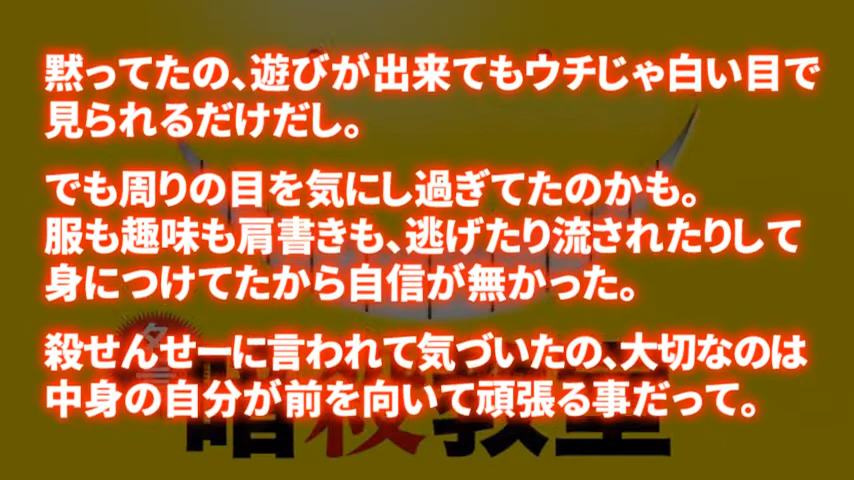 黙ってたの、遊びが出来てもウチじゃ白い目で
見られるだけだし。
でも周りの目を気にし過ぎてたのかも。
服も趣味も肩書きも、逃げたり流されたりして
身につけてたから自信が無かった。
殺せんせーに言われて気づいたの、大切なのは
中身の自分が前を向いて頑張る事だって。
暗殺教室